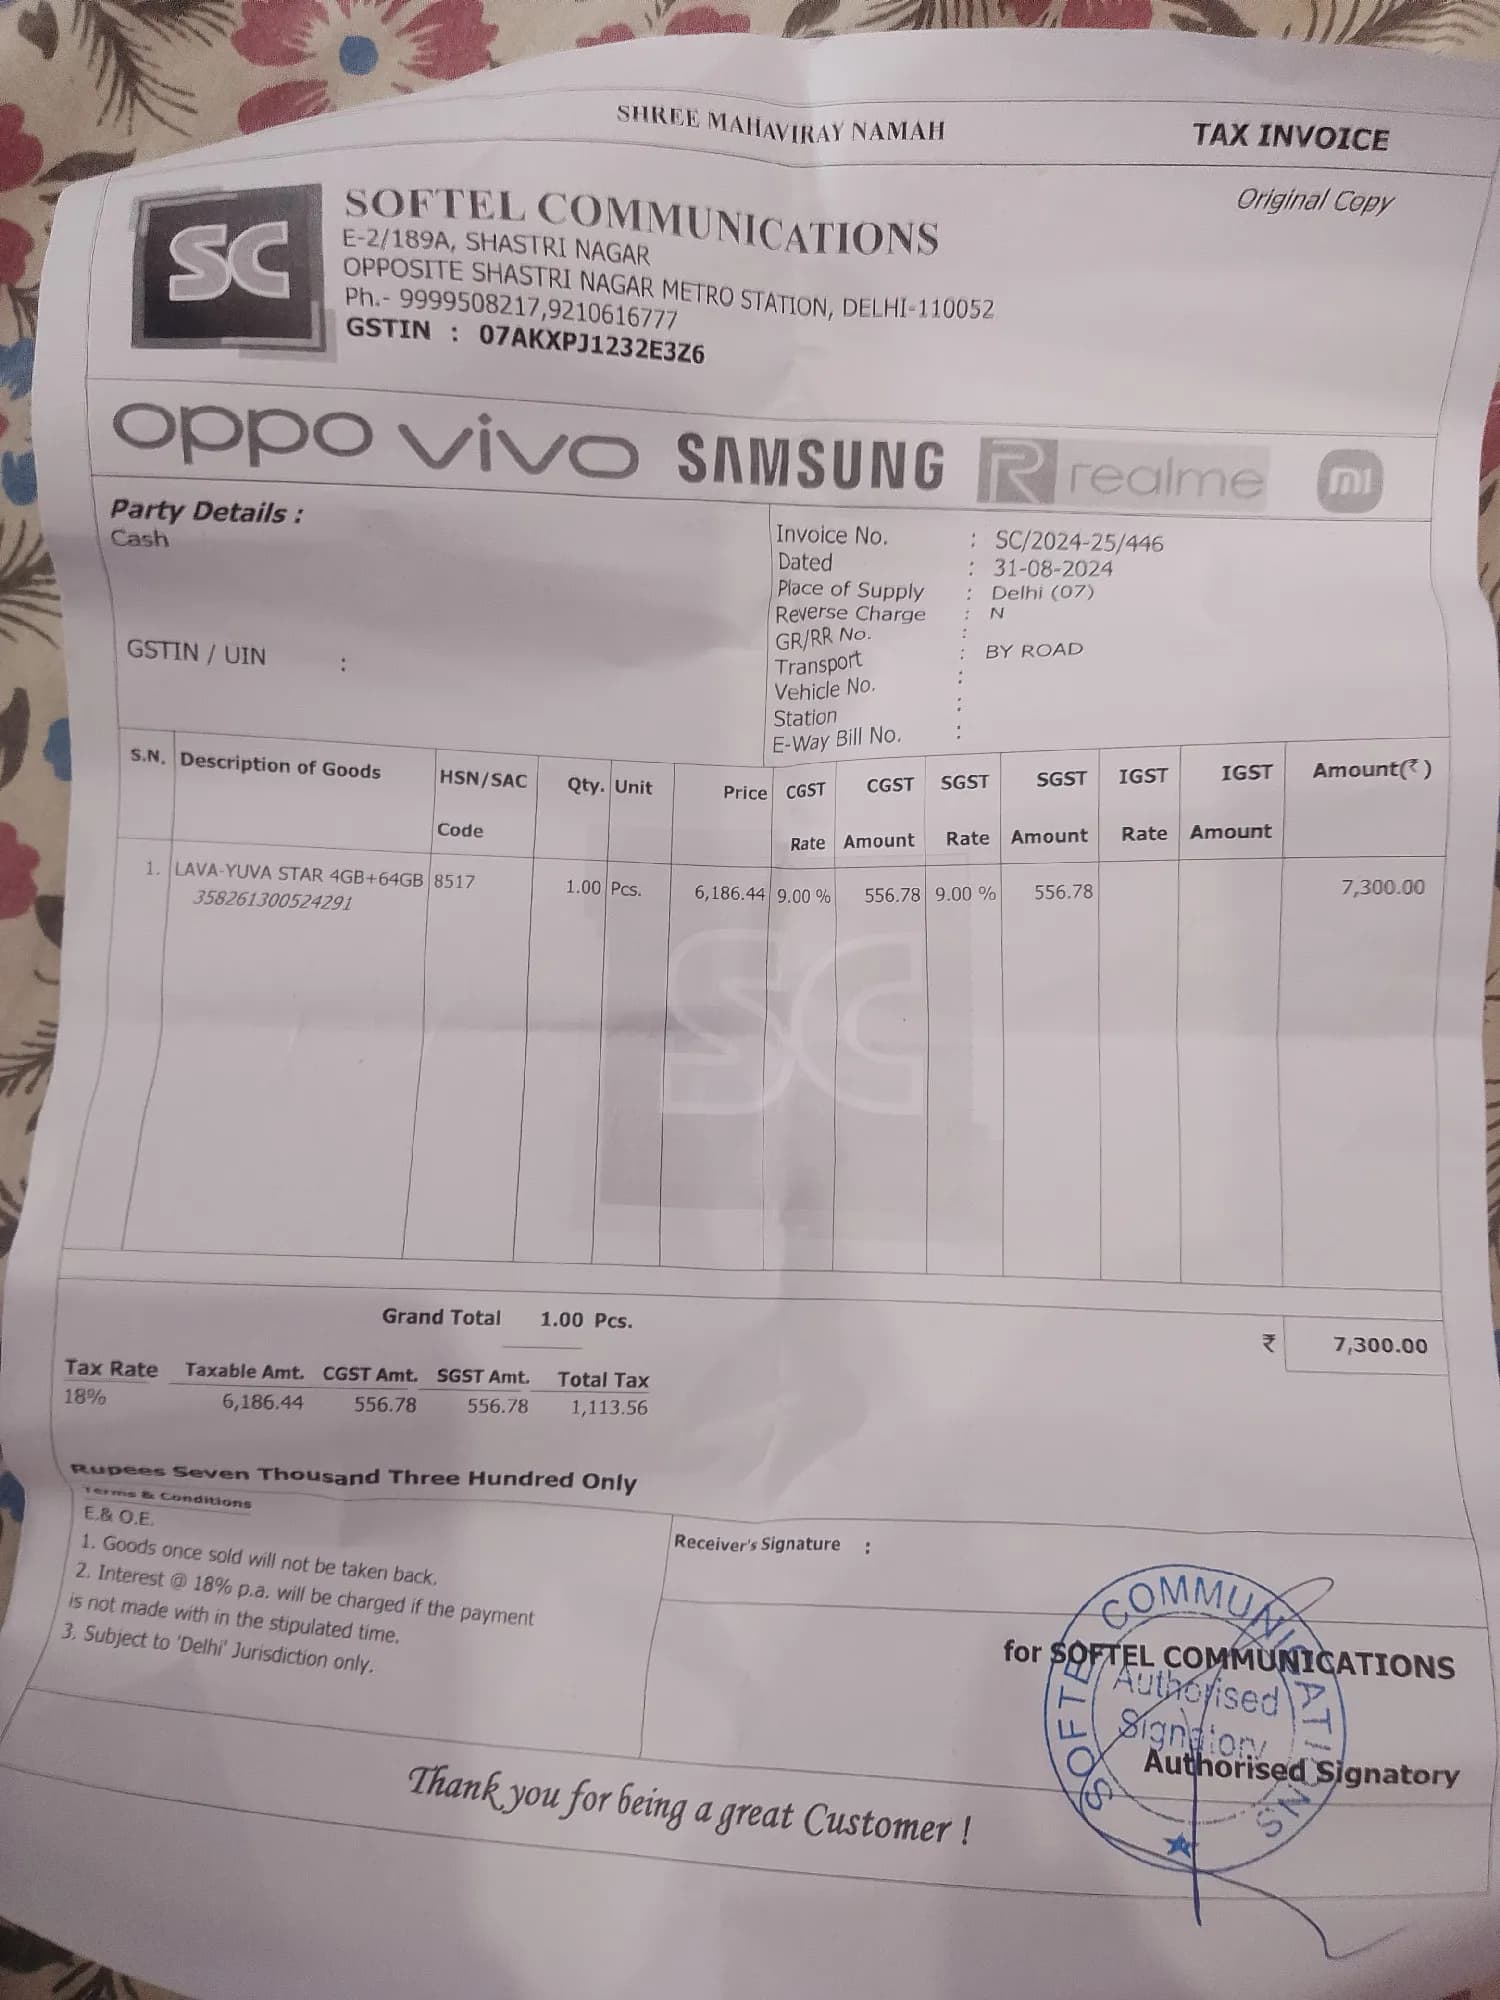 SHREE MAHAVIRAY NAMAH
TAX INVOICE
Original Copy
SC
SOFTEL COMMUNICATIONS
E-2/189A, SHASTRI NAGAR
OPPOSITE SHASTRI NAGAR METRO STATION, DELHI-110052
Ph.- 9999508217,9210616777
GSTIN : 07AKXPJ1232E3Z6
oppo vivo SAMSUNG R realme mi
Party Details :
Cash
GSTIN / UIN :
Invoice No. : SC/2024-25/446
Dated : 31-08-2024
Place of Supply : Delhi (07)
Reverse Charge : N
GR/RR No. :
Transport : BY ROAD
Vehicle No. :
Station :
E-Way Bill No. :
S.N. Description of Goods HSN/SAC Code Qty. Unit Price CGST Rate CGST Amount SGST Rate SGST Amount IGST Rate IGST Amount Amount(₹)
1. LAVA-YUVA STAR 4GB+64GB 8517 1.00 Pcs. 6,186.44 9.00 % 556.78 9.00 % 556.78 7,300.00
358261300524291
SC
Grand Total 1.00 Pcs. ₹ 7,300.00
Tax Rate Taxable Amt. CGST Amt. SGST Amt. Total Tax
18% 6,186.44 556.78 556.78 1,113.56
Rupees Seven Thousand Three Hundred Only
Terms & Conditions
E.& O.E.
1. Goods once sold will not be taken back.
2. Interest @ 18% p.a. will be charged if the payment
is not made with in the stipulated time.
3. Subject to 'Delhi' Jurisdiction only.
Receiver's Signature :
for SOFTEL COMMUNICATIONS
SOFTEL COMMUNICATIONS
Authorised
Signatory
Authorised Signatory
Thank you for being a great Customer !